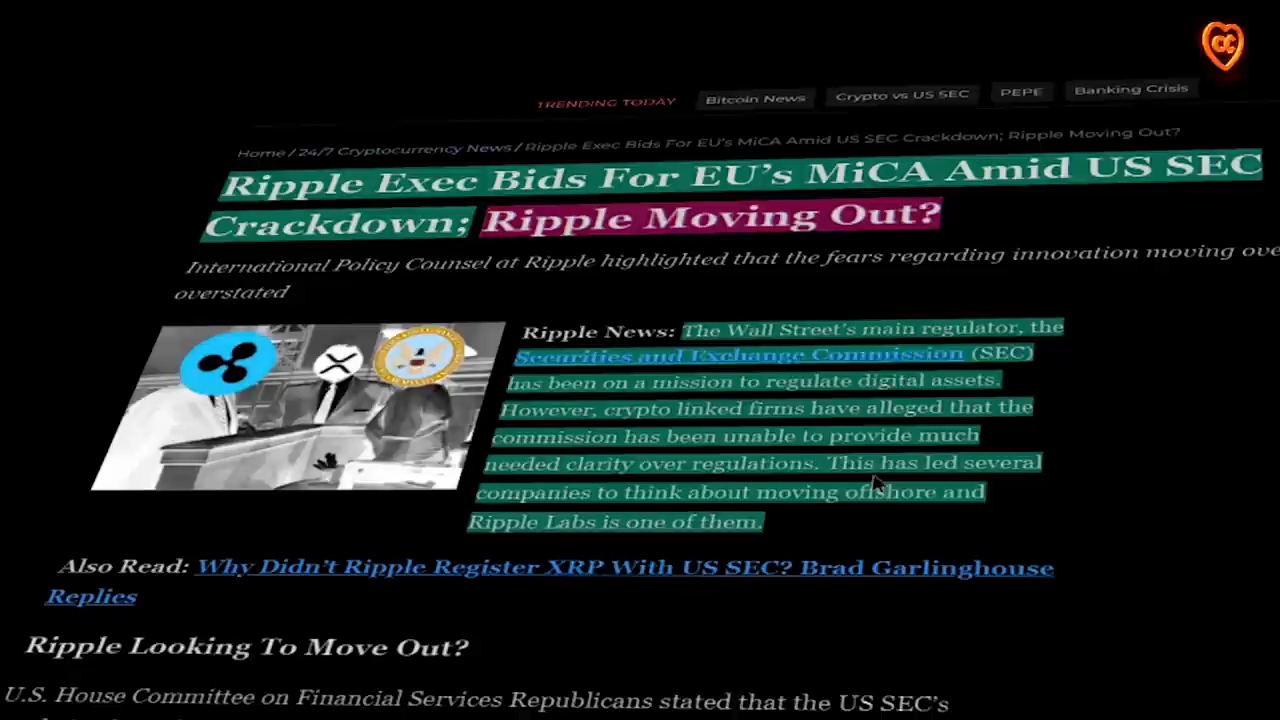 TRENDING TODAY Bitcoin News Crypto vs US SEC PEPE Banking Crisis
Home / 24/7 Cryptocurrency News / Ripple Exec Bids For EU's MiCA Amid US SEC Crackdown; Ripple Moving Out?
Ripple Exec Bids For EU's MiCA Amid US SEC
Crackdown; Ripple Moving Out?
International Policy Counsel at Ripple highlighted that the fears regarding innovation moving
overstated
Ripple News: The Wall Street's main regulator, the
Securities and Exchange Commission (SEC)
has been on a mission to regulate digital assets.
However, crypto linked firms have alleged that the
commission has been unable to provide much
needed clarity over regulations. This has led several
companies to think about moving offshore and
Ripple Labs is one of them.
Also Read: Why Didn't Ripple Register XRP With US SEC? Brad Garlinghouse
Replies
Ripple Looking To Move Out?
U.S. House Committee on Financial Services Republicans stated that the US SEC's